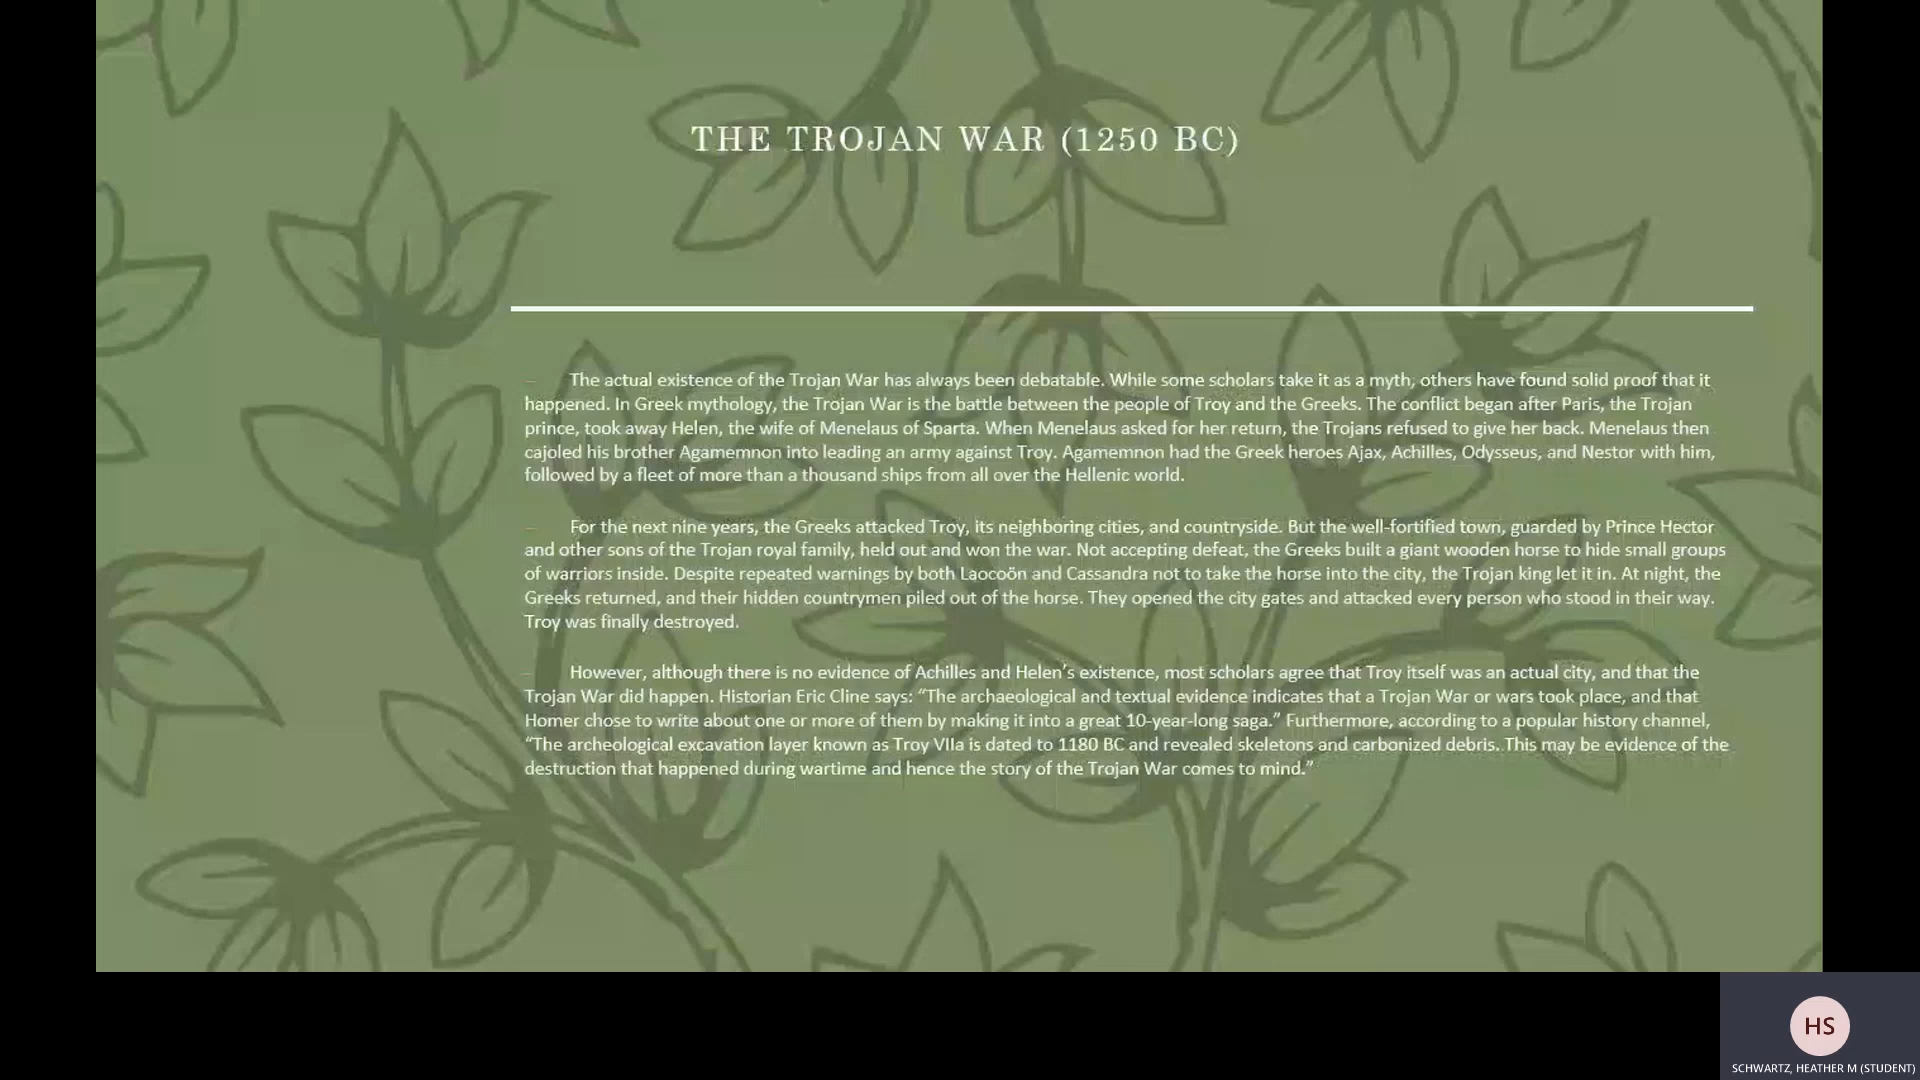 THE TROJAN WAR (1250 BC)
– The actual existence of the Trojan War has always been debatable. While some scholars take it as a myth, others have found solid proof that it
happened. In Greek mythology, the Trojan War is the battle between the people of Troy and the Greeks. The conflict began after Paris, the Trojan
prince, took away Helen, the wife of Menelaus of Sparta. When Menelaus asked for her return, the Trojans refused to give her back. Menelaus then
cajoled his brother Agamemnon into leading an army against Troy. Agamemnon had the Greek heroes Ajax, Achilles, Odysseus, and Nestor with him,
followed by a fleet of more than a thousand ships from all over the Hellenic world.
– For the next nine years, the Greeks attacked Troy, its neighboring cities, and countryside. But the well-fortified town, guarded by Prince Hector
and other sons of the Trojan royal family, held out and won the war. Not accepting defeat, the Greeks built a giant wooden horse to hide small groups
of warriors inside. Despite repeated warnings by both Laocoön and Cassandra not to take the horse into the city, the Trojan king let it in. At night, the
Greeks returned, and their hidden countrymen piled out of the horse. They opened the city gates and attacked every person who stood in their way.
Troy was finally destroyed.
– However, although there is no evidence of Achilles and Helen’s existence, most scholars agree that Troy itself was an actual city, and that the
Trojan War did happen. Historian Eric Cline says: “The archaeological and textual evidence indicates that a Trojan War or wars took place, and that
Homer chose to write about one or more of them by making it into a great 10-year-long saga.” Furthermore, according to a popular history channel,
“The archeological excavation layer known as Troy VIIa is dated to 1180 BC and revealed skeletons and carbonized debris. This may be evidence of the
destruction that happened during wartime and hence the story of the Trojan War comes to mind.”
HS
SCHWARTZ, HEATHER M (STUDENT)